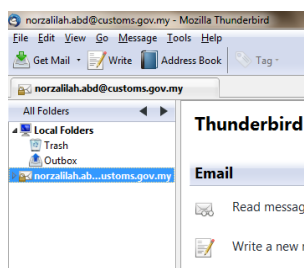 norzalilah.abd@customs.gov.my - Mozilla Thunderbird
File Edit View Go Message Tools Help
Get Mail Write Address Book Tag
norzalilah.abd@customs.gov.my
All Folders
Thunderbird
Local Folders
Trash
Outbox
norzalilah.ab...ustoms.gov.my
Email
Read messag
Write a new